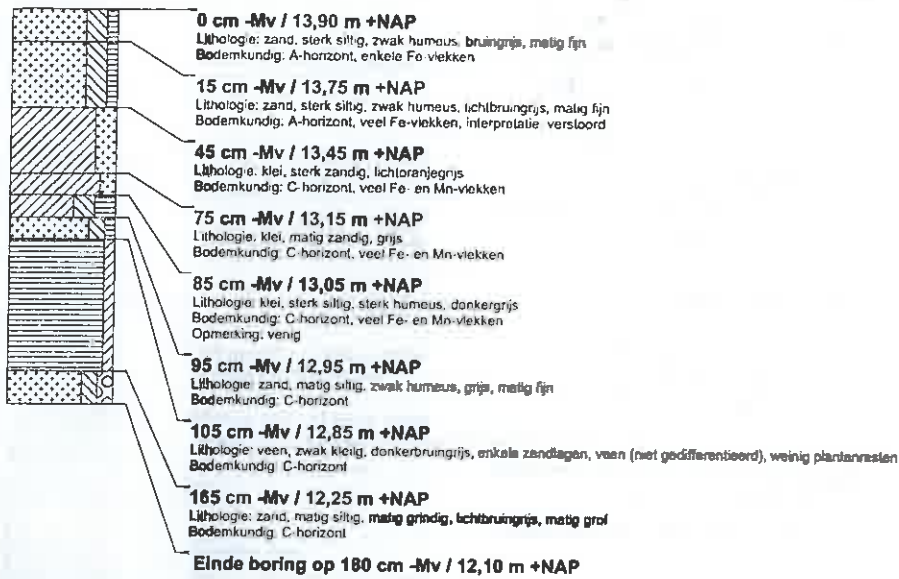 0 cm -Mv / 13,90 m +NAP
Lithologie: zand, sterk siltig, zwak humeus, bruingrijs, matig fijn
Bodemkundig: A-horizont, enkele Fe-vlekken
15 cm -Mv / 13,75 m +NAP
Lithologie: zand, sterk siltig, zwak humeus, lichtbruingrijs, matig fijn
Bodemkundig: A-horizont, veel Fe-vlekken, interpretatie verstoord
45 cm -Mv / 13,45 m +NAP
Lithologie: klei, sterk zandig, lichtoranjegrijs
Bodemkundig: C-horizont, veel Fe- en Mn-vlekken
75 cm -Mv / 13,15 m +NAP
Lithologie: klei, matig zandig, grijs
Bodemkundig: C-horizont, veel Fe- en Mn-vlekken
85 cm -Mv / 13,05 m +NAP
Lithologie: klei, sterk siltig, sterk humeus, donkergrijs
Bodemkundig: C-horizont, veel Fe- en Mn-vlekken
Opmerking: venig
95 cm -Mv / 12,95 m +NAP
Lithologie: zand, matig siltig, zwak humeus, grijs, matig fijn
Bodemkundig: C-horizont
105 cm -Mv / 12,85 m +NAP
Lithologie: veen, zwak kleiig, donkerbruingrijs, enkele zandlagen, veen (niet gedifferentieerd), weinig plantenresten
Bodemkundig: C-horizont
165 cm -Mv / 12,25 m +NAP
Lithologie: zand, matig siltig, matig grindig, lichtbruingrijs, matig grof
Bodemkundig: C-horizont
Einde boring op 180 cm -Mv / 12,10 m +NAP